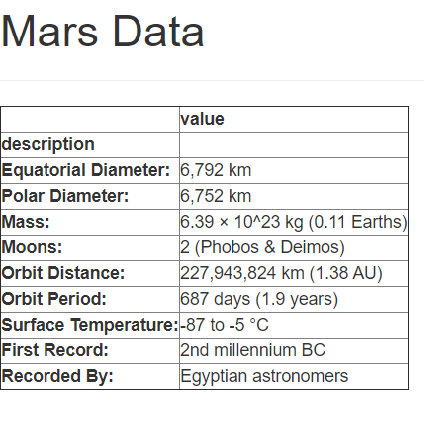 Mars Data
value
description
Equatorial Diameter: 6,792 km
Polar Diameter: 6,752 km
Mass: 6.39 × 10^23 kg (0.11 Earths)
Moons: 2 (Phobos & Deimos)
Orbit Distance: 227,943,824 km (1.38 AU)
Orbit Period: 687 days (1.9 years)
Surface Temperature: -87 to -5 °C
First Record: 2nd millennium BC
Recorded By: Egyptian astronomers